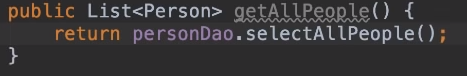 public List<Person> getAllPeople() {
    return personDao.selectAllPeople();
}